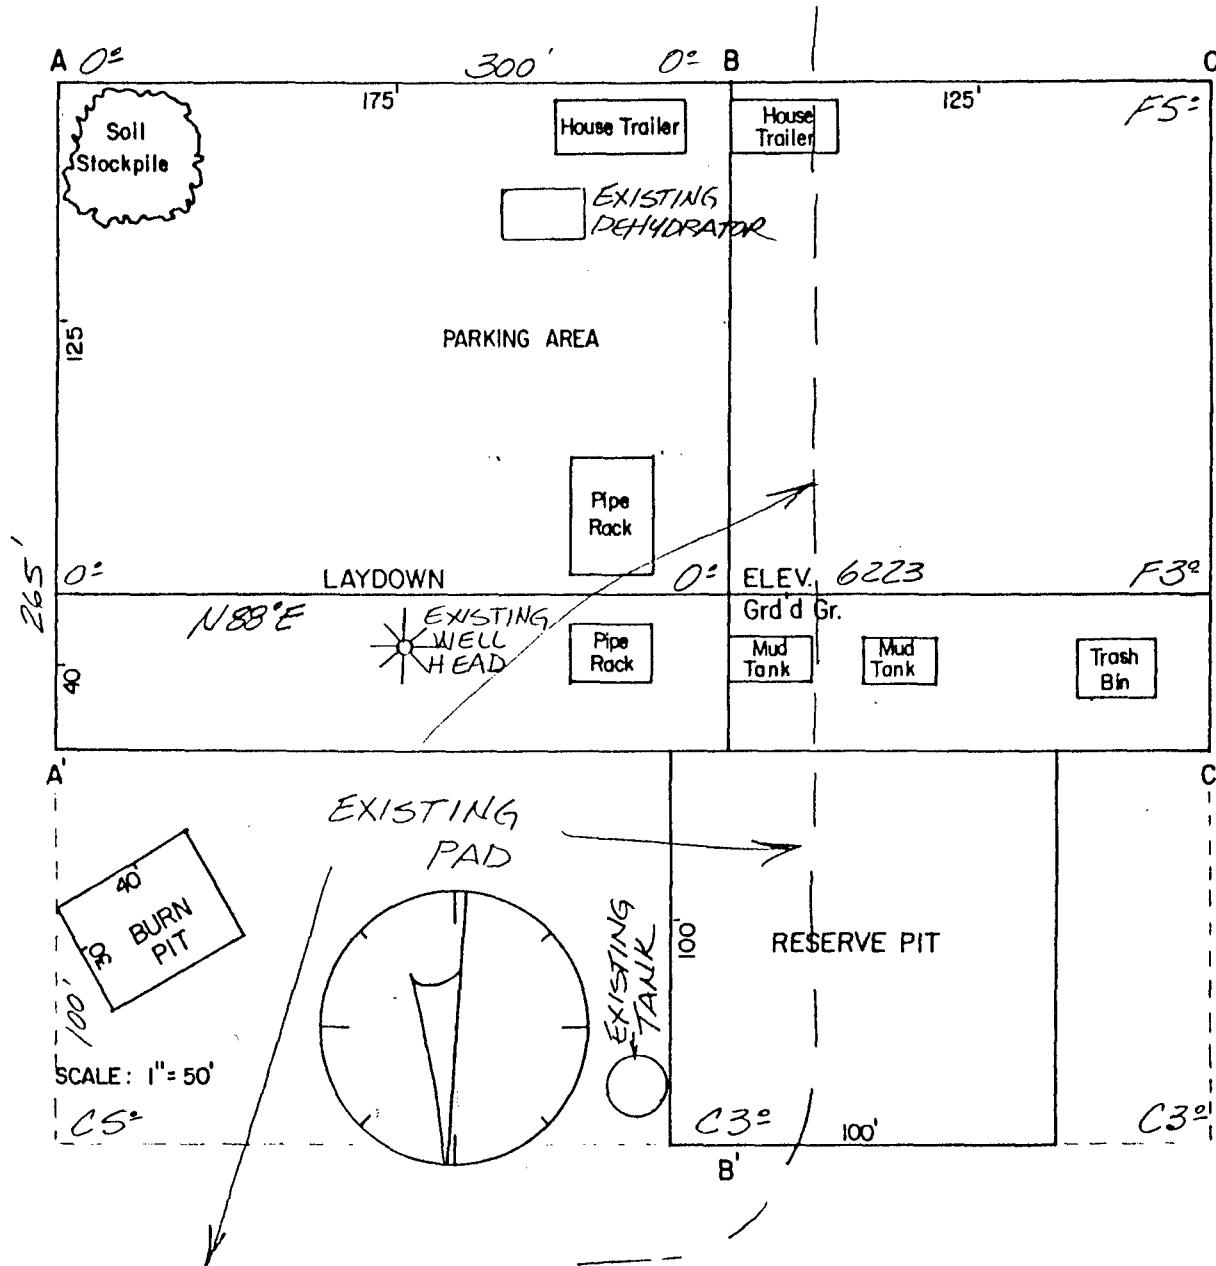 A 0° 300' 0° B C
175' 125' F5°
Soil
Stockpile
House Trailer
House
Trailer
EXISTING
DEHYDRATOR
125'
PARKING AREA
Pipe
Rack
265'
0° LAYDOWN 0° ELEV. 6223 F3°
Grd'd Gr.
N88°E
EXISTING
WELL
HEAD
Pipe
Rack
Mud
Tank
Mud
Tank
Trash
Bin
40'
A' C
EXISTING
PAD
40'
30'
BURN
PIT
100'
EXISTING
TANK
100'
RESERVE PIT
SCALE: 1"=50'
C5° C3° 100' C3°
B'